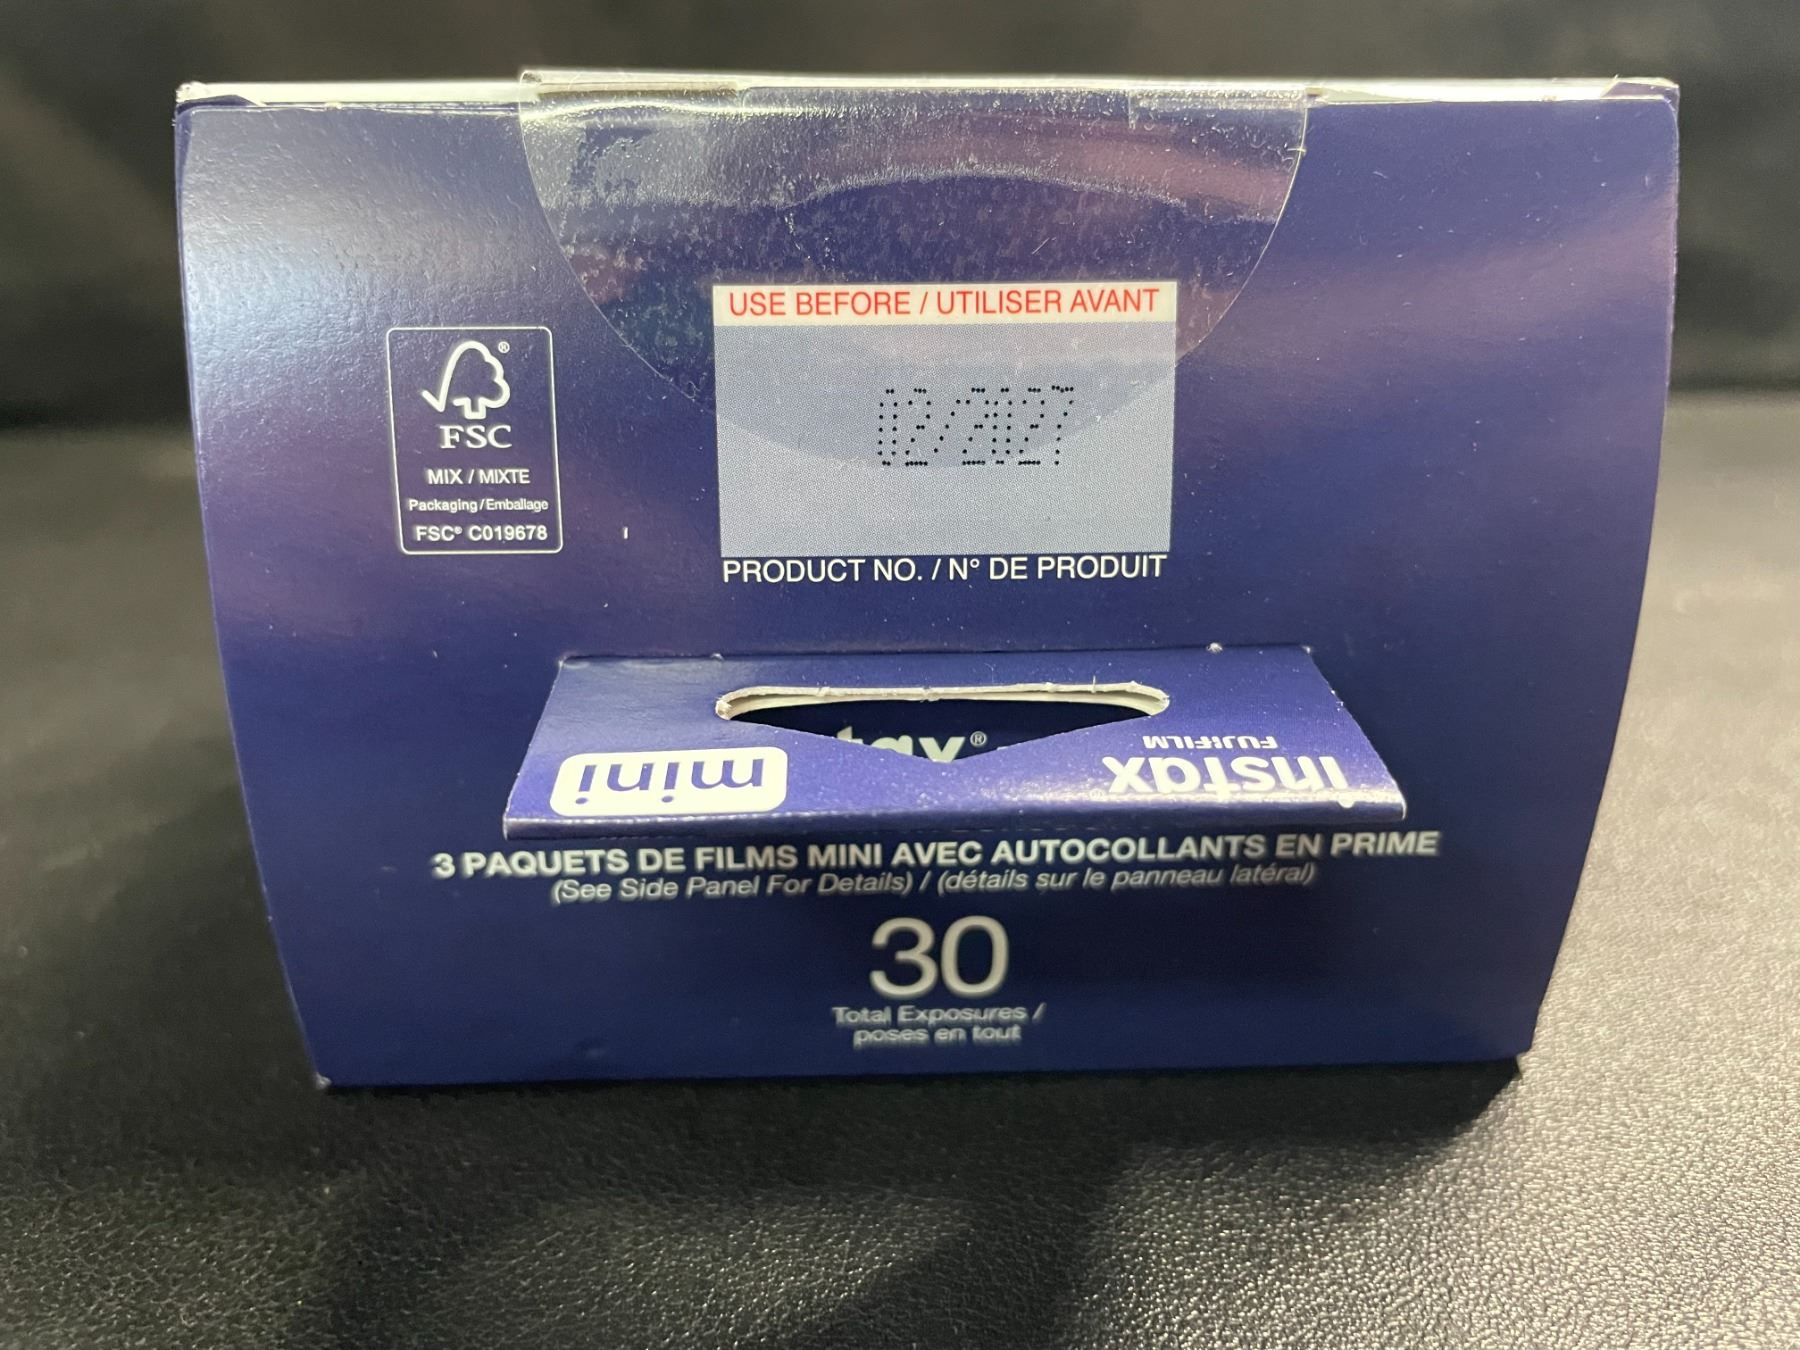 USE BEFORE / UTILISER AVANT
02/2027
PRODUCT NO. / N° DE PRODUIT
FSC®
MIX / MIXTE
Packaging/Emballage
FSC® C019678
instax
FUJIFILM
mini
3 PAQUETS DE FILMS MINI AVEC AUTOCOLLANTS EN PRIME
(See Side Panel For Details) / (détails sur le panneau latéral)
30
Total Exposures /
poses en tout